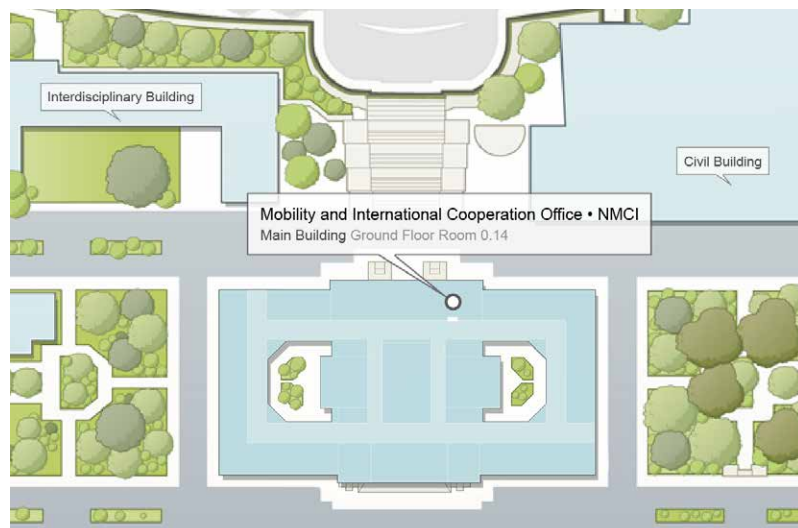 Interdisciplinary Building
Civil Building
Mobility and International Cooperation Office • NMCI
Main Building Ground Floor Room 0.14